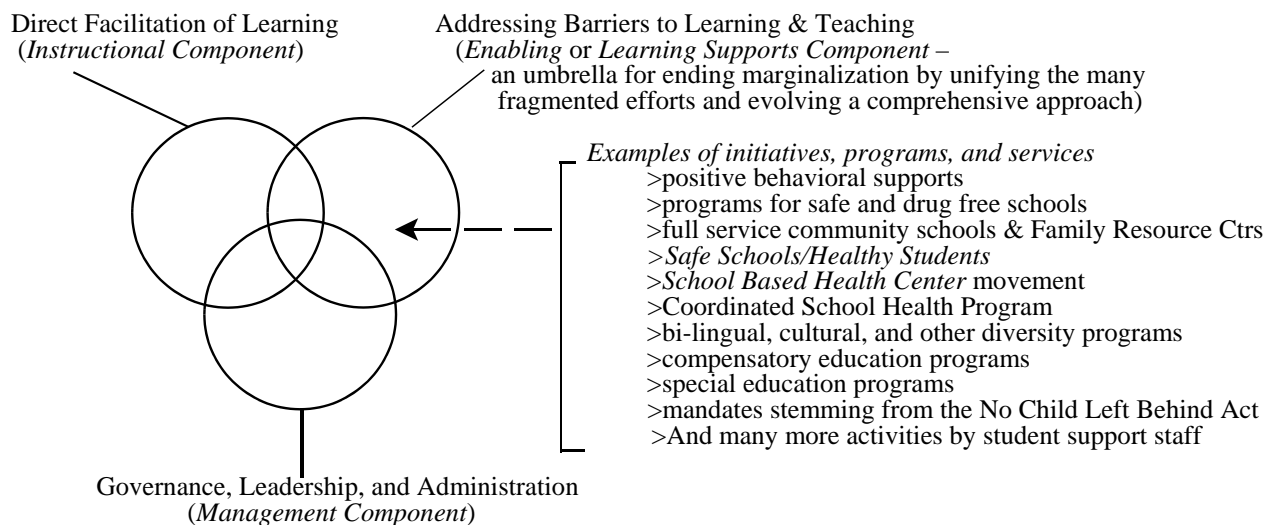 Direct Facilitation of Learning
(Instructional Component)
Addressing Barriers to Learning & Teaching
(Enabling or Learning Supports Component –
an umbrella for ending marginalization by unifying the many
fragmented efforts and evolving a comprehensive approach)
Examples of initiatives, programs, and services
>positive behavioral supports
>programs for safe and drug free schools
>full service community schools & Family Resource Ctrs
>Safe Schools/Healthy Students
>School Based Health Center movement
>Coordinated School Health Program
>bi-lingual, cultural, and other diversity programs
>compensatory education programs
>special education programs
>mandates stemming from the No Child Left Behind Act
>And many more activities by student support staff
Governance, Leadership, and Administration
(Management Component)